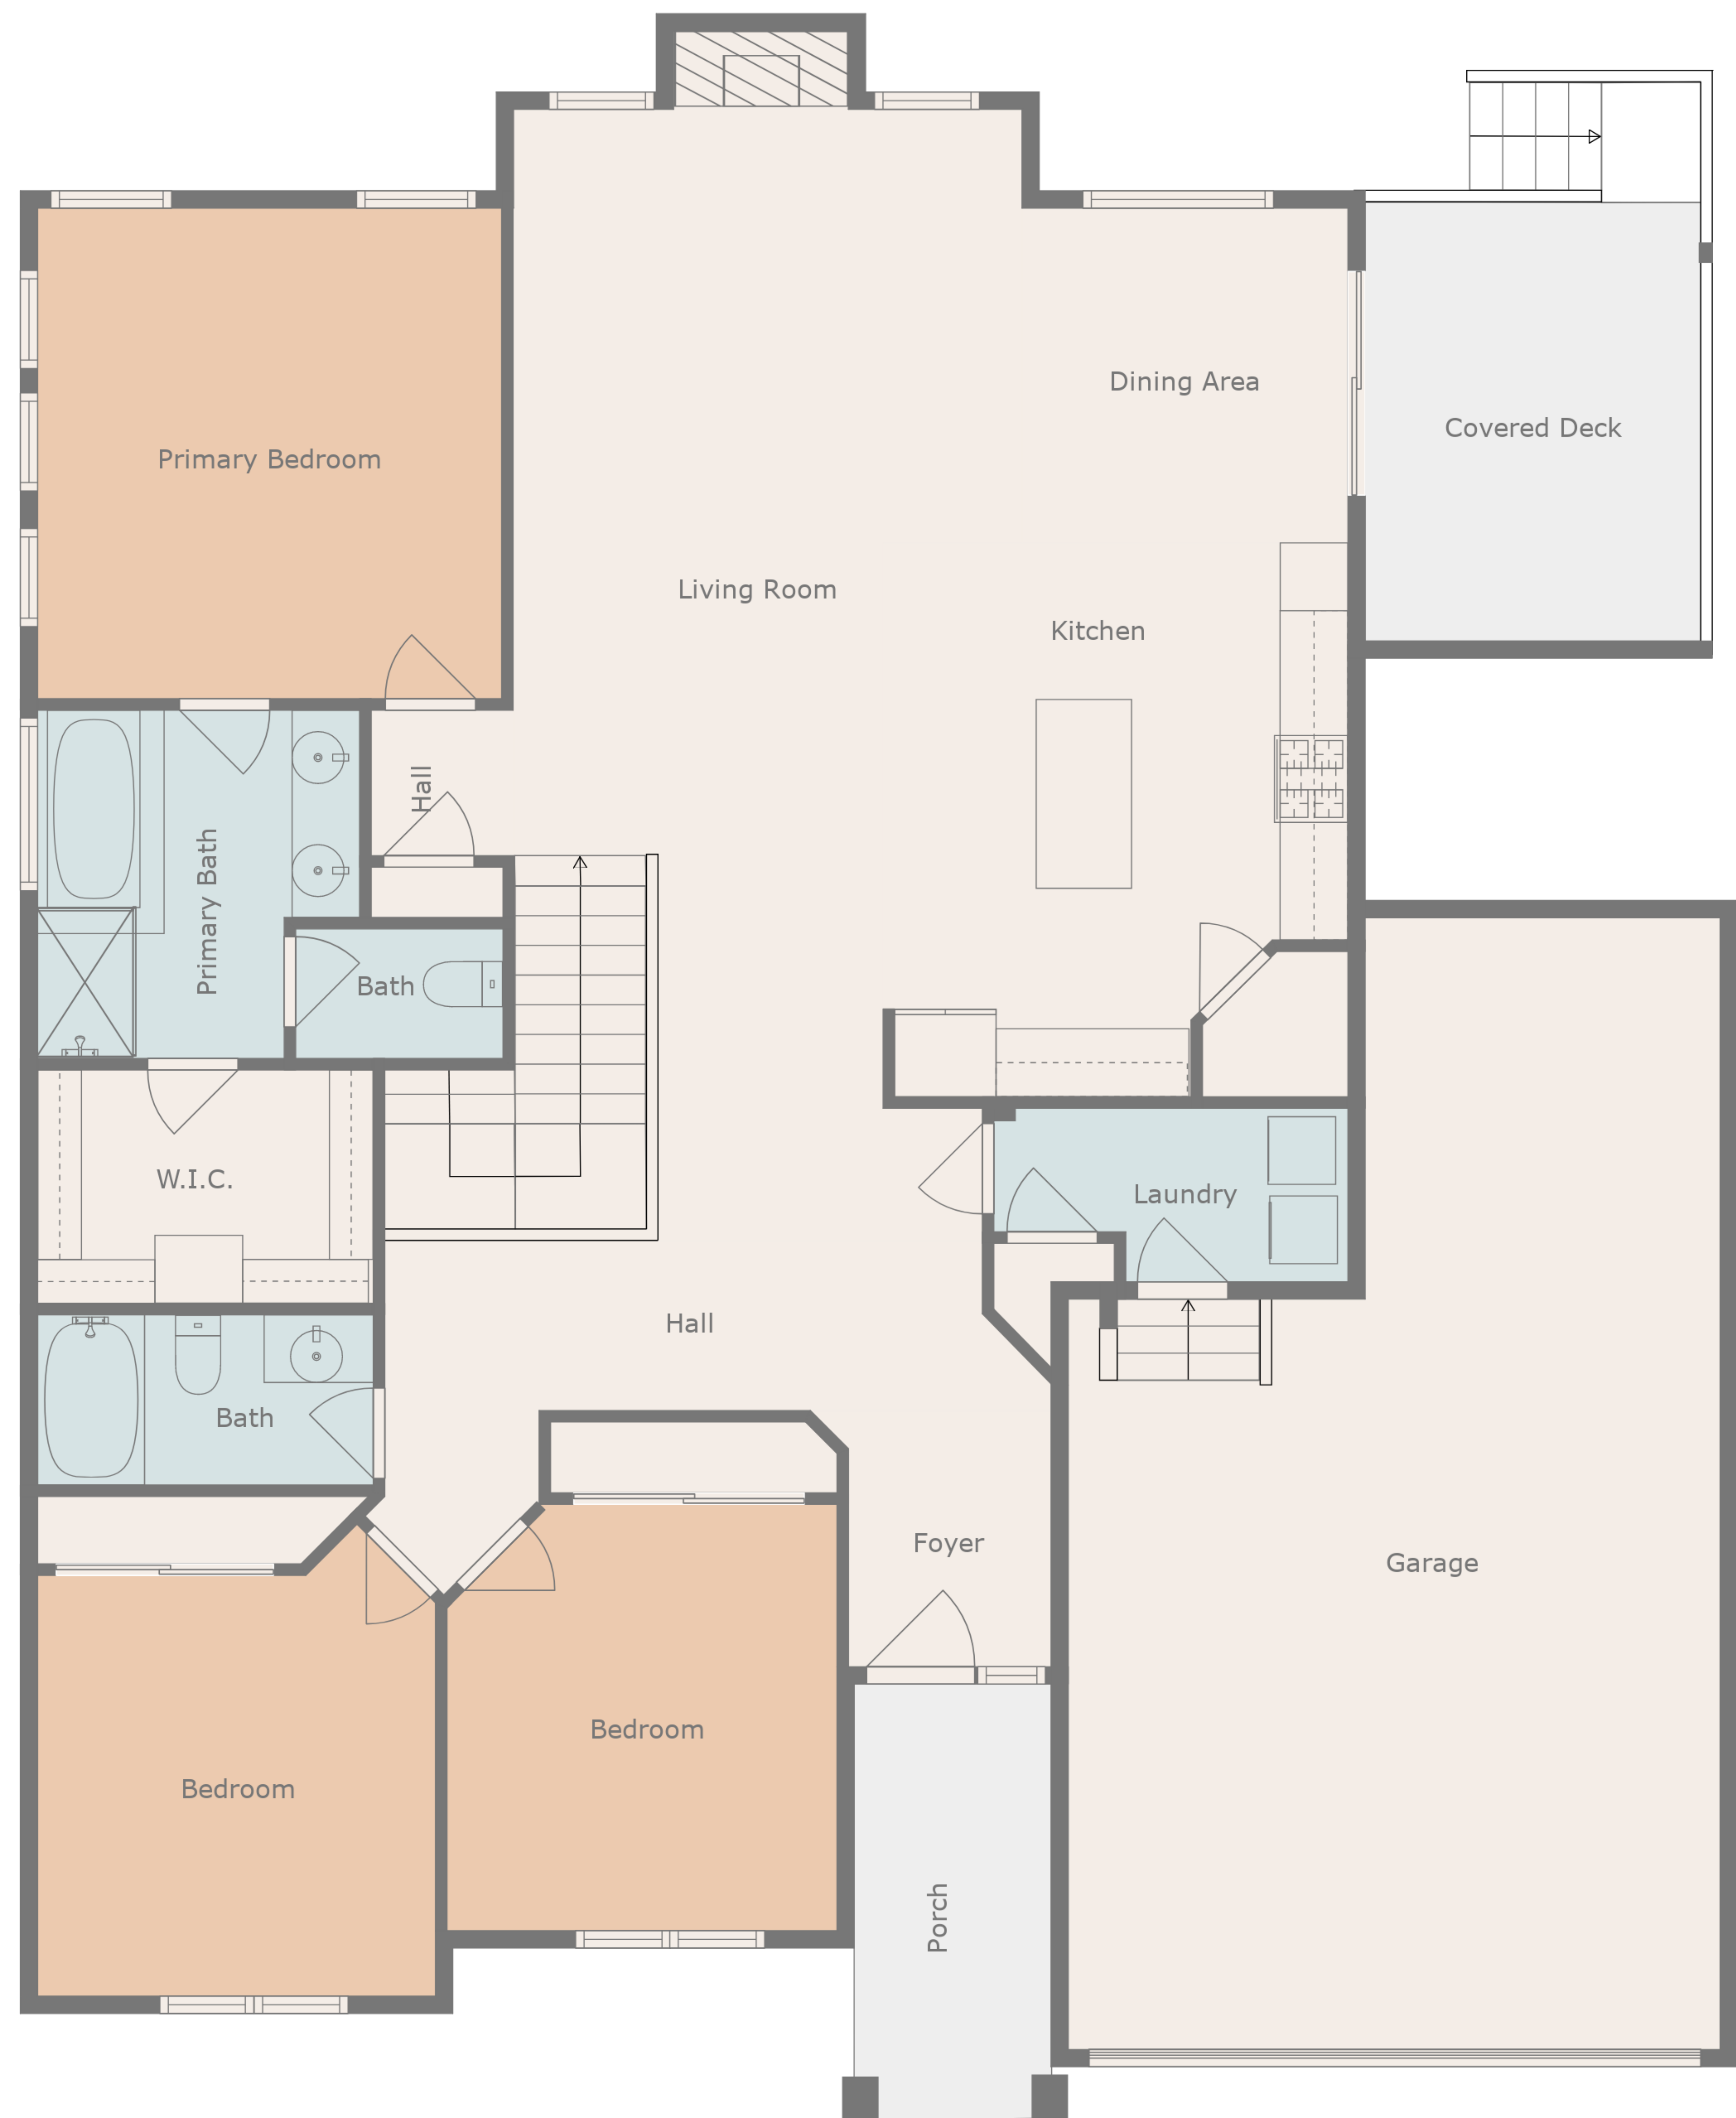 Dining Area
Covered Deck
Primary Bedroom
Living Room
Kitchen
Hall
Primary Bath
Bath
W.I.C.
Laundry
Hall
Bath
Foyer
Garage
Bedroom
Bedroom
Porch